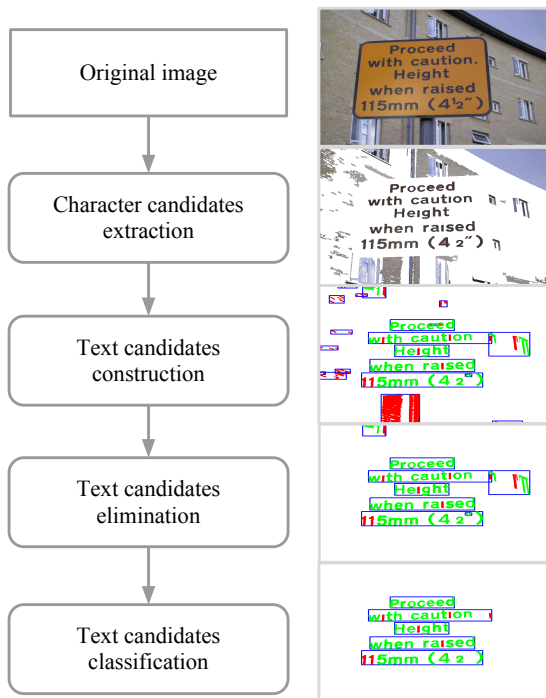 Original image
Proceed
with caution.
Height
when raised
115mm (4½″)
Character candidates
extraction
Proceed
with caution
Height
when raised
115mm (4 2″)
Text candidates
construction
Proceed
with caution
Height
when raised
115mm (4 2″)
Text candidates
elimination
Proceed
with caution
Height
when raised
115mm (4 2″)
Text candidates
classification
Proceed
with caution
Height
when raised
115mm (4 2 )